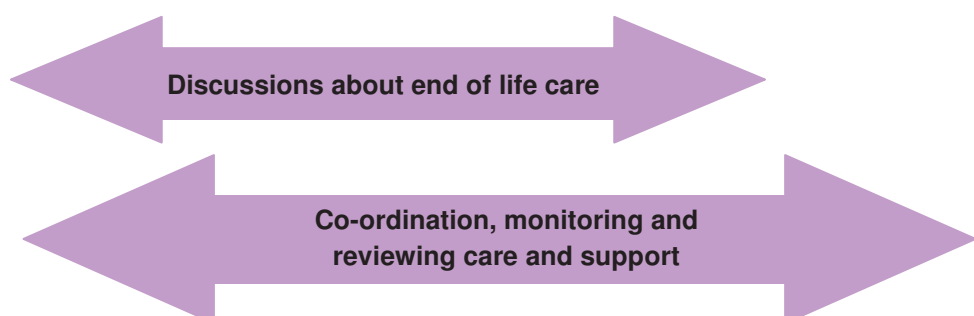 Discussions about end of life care
Co-ordination, monitoring and
reviewing care and support